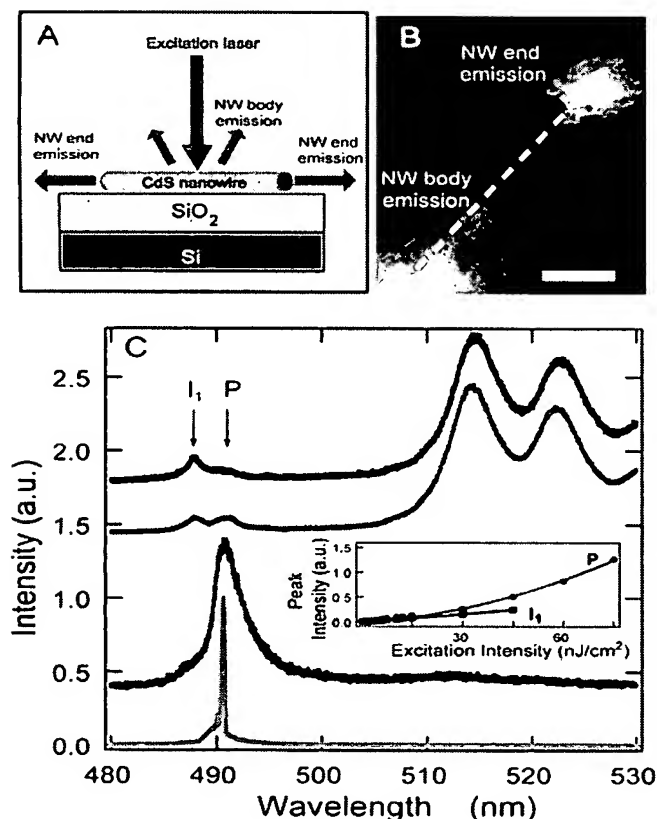 A
Excitation laser
NW body
emission
NW end
emission
NW end
emission
CdS nanowire
SiO₂
Si
B
NW end
emission
NW body
emission
C
I₁ P
2.5
2.0
1.5
1.0
0.5
0.0
Intensity (a.u.)
1.5
1.0
0.5
0.0
Peak
Intensity (a.u.)
P
I₁
30 60
Excitation Intensity (nJ/cm²)
480 490 500 510 520 530
Wavelength (nm)